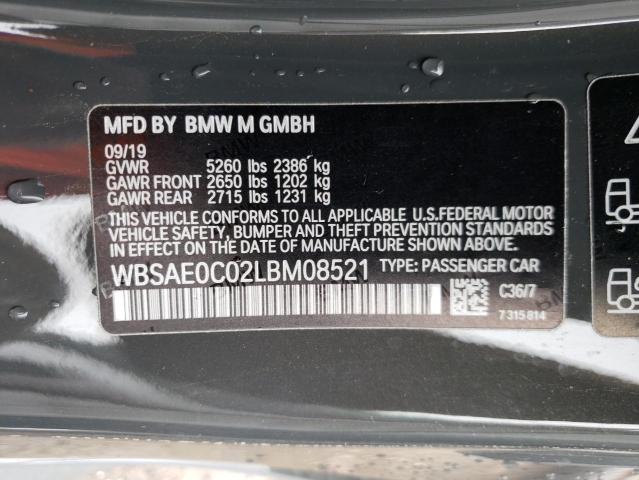 MFD BY BMW M GMBH
09/19
GVWR 5260 lbs 2386 kg
GAWR FRONT 2650 lbs 1202 kg
GAWR REAR 2715 lbs 1231 kg
THIS VEHICLE CONFORMS TO ALL APPLICABLE U.S.FEDERAL MOTOR
VEHICLE SAFETY, BUMPER, AND THEFT PREVENTION STANDARDS
IN EFFECT ON THE DATE OF MANUFACTURE SHOWN ABOVE.
WBSAE0C02LBM08521 TYPE: PASSENGER CAR
C36/7
7 315 814